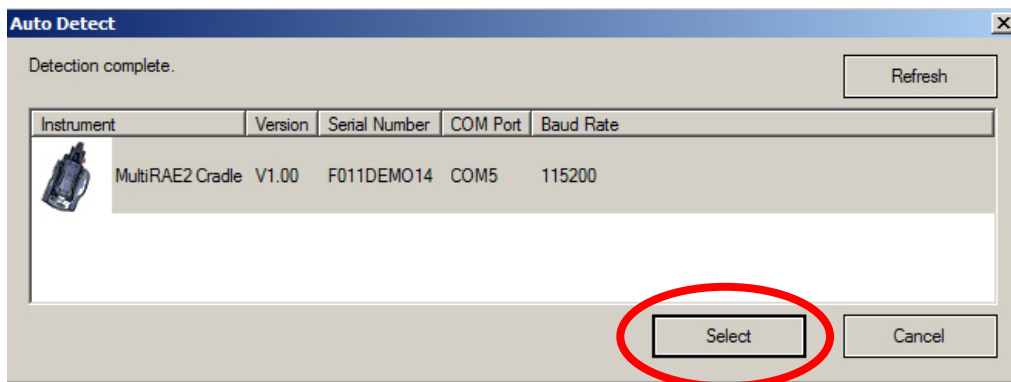 Auto Detect
Detection complete.
Refresh
Instrument Version Serial Number COM Port Baud Rate
MultiRAE2 Cradle V1.00 F011DEMO14 COM5 115200
Select Cancel